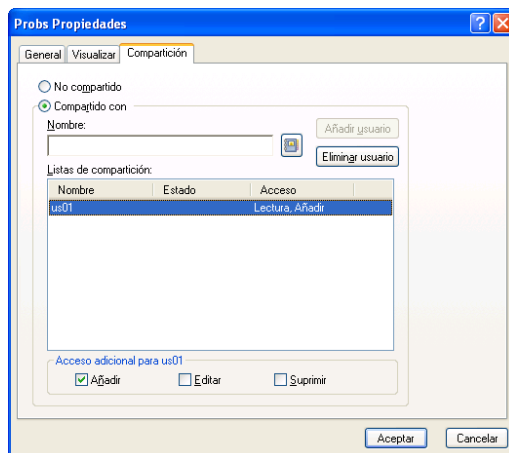 Probs Propiedades
General Visualizar Compartición
No compartido
Compartido con
Nombre:
Añadir usuario
Eliminar usuario
Listas de compartición:
Nombre Estado Acceso
us01 Lectura, Añadir
Acceso adicional para us01
Añadir Editar Suprimir
Aceptar Cancelar